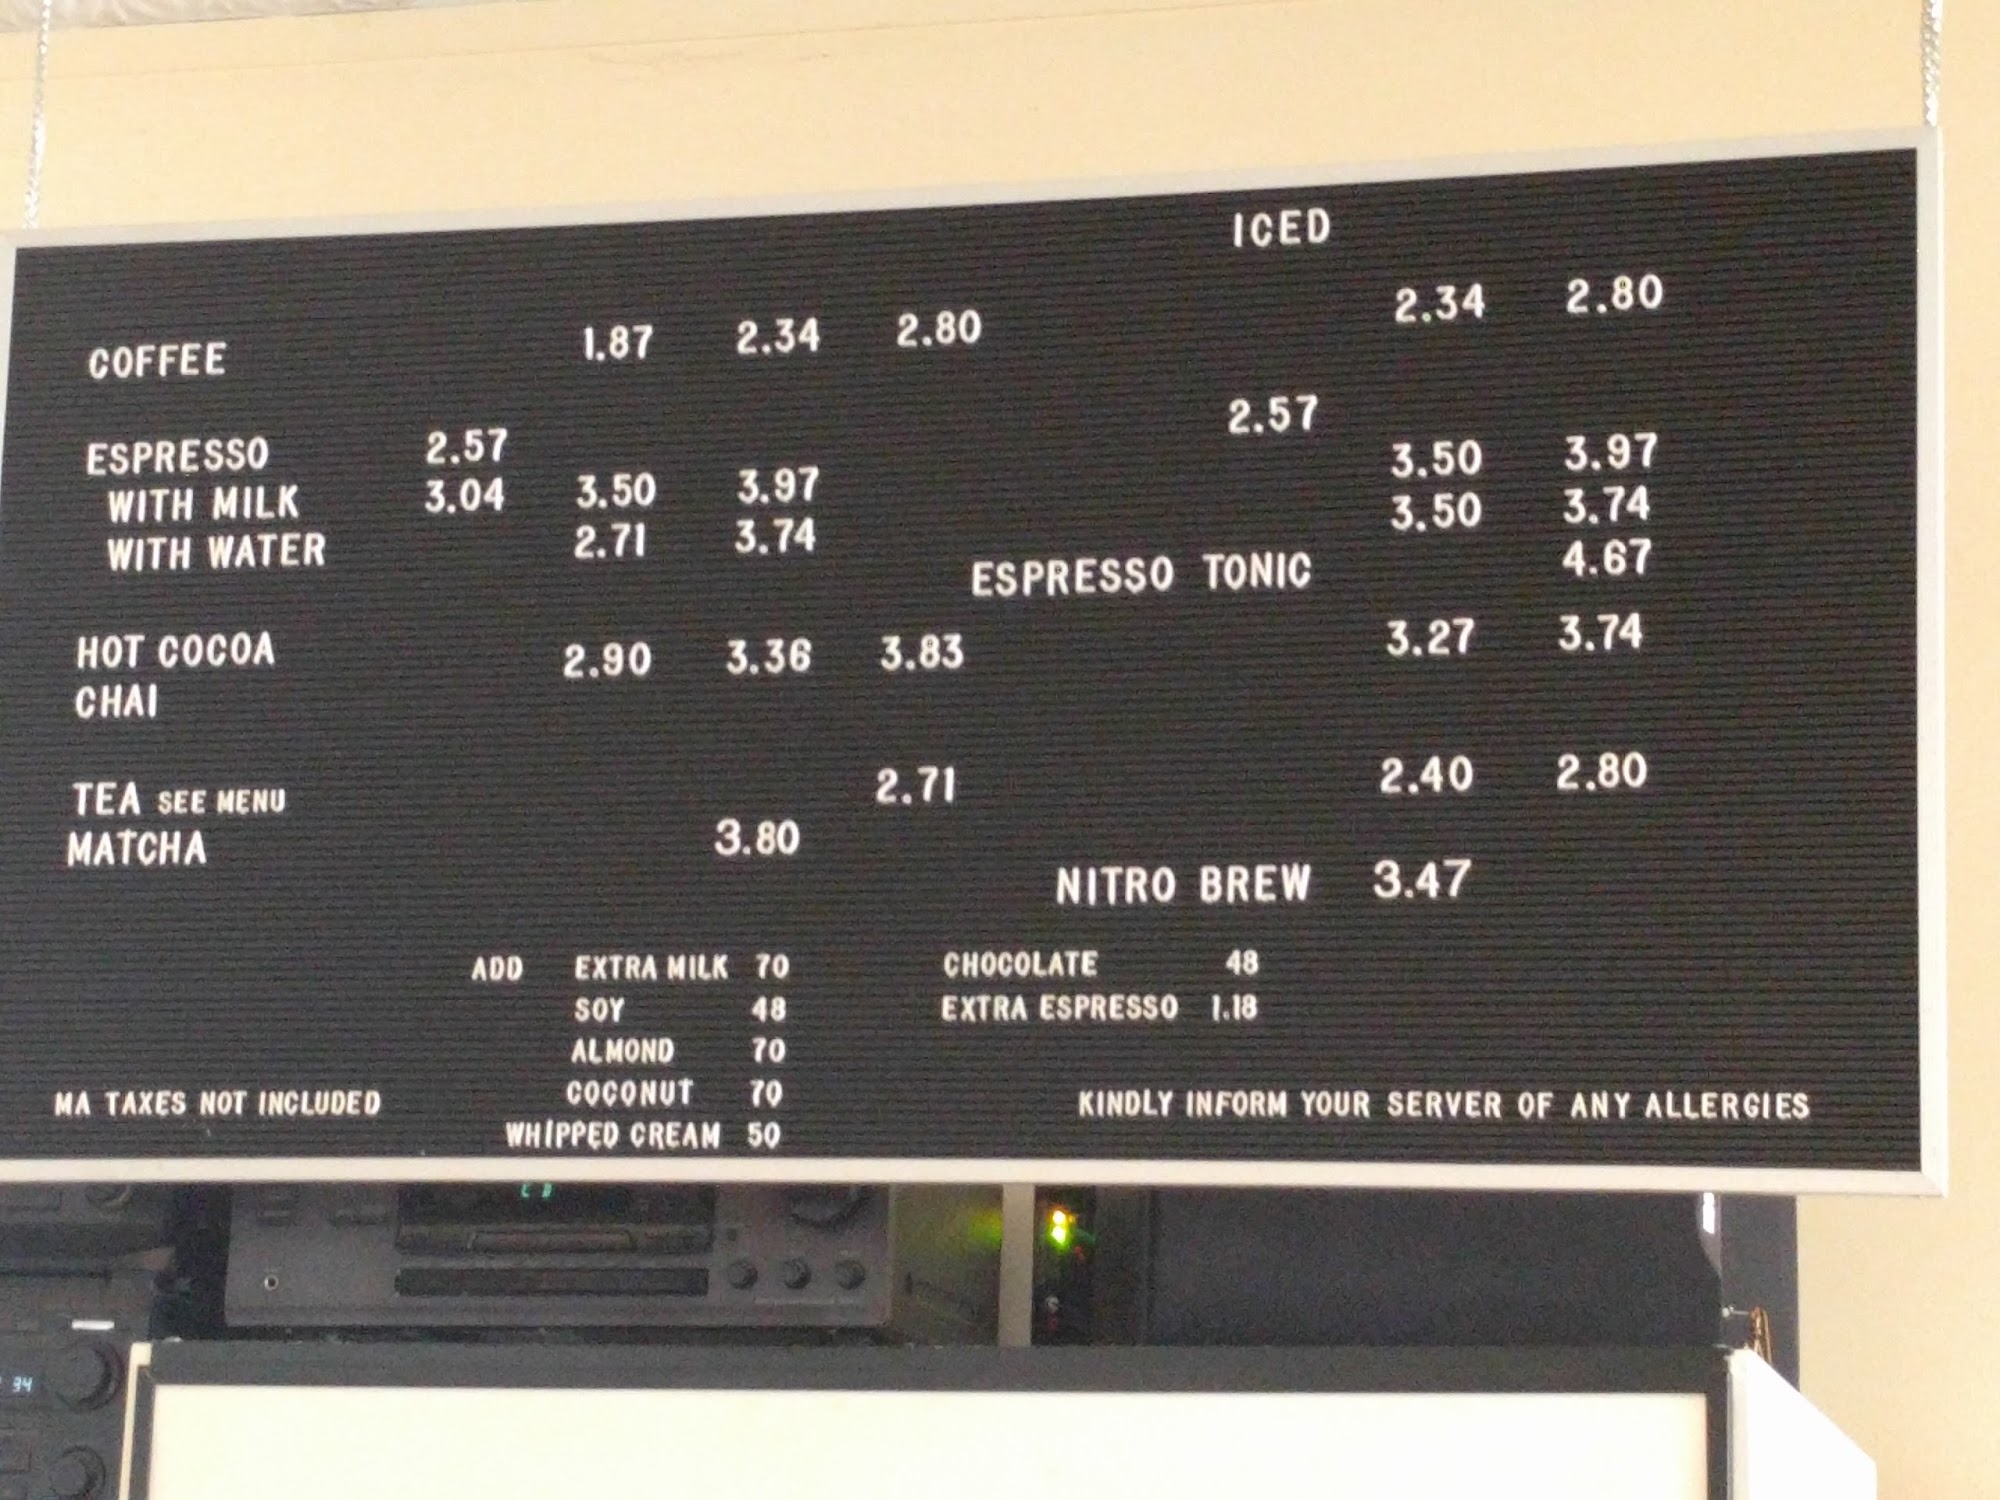 ICED
COFFEE 1.87 2.34 2.80 2.34 2.80
ESPRESSO 2.57 2.57
WITH MILK 3.04 3.50 3.97 3.50 3.97
WITH WATER 2.71 3.74 3.50 3.74
ESPRESSO TONIC 4.67
HOT COCOA 2.90 3.36 3.83 3.27 3.74
CHAI
TEA SEE MENU 2.71 2.40 2.80
MATCHA 3.80
NITRO BREW 3.47
ADD EXTRA MILK 70 CHOCOLATE 48
SOY 48 EXTRA ESPRESSO 1.18
ALMOND 70
COCONUT 70
MA TAXES NOT INCLUDED KINDLY INFORM YOUR SERVER OF ANY ALLERGIES
WHIPPED CREAM 50
CD
34